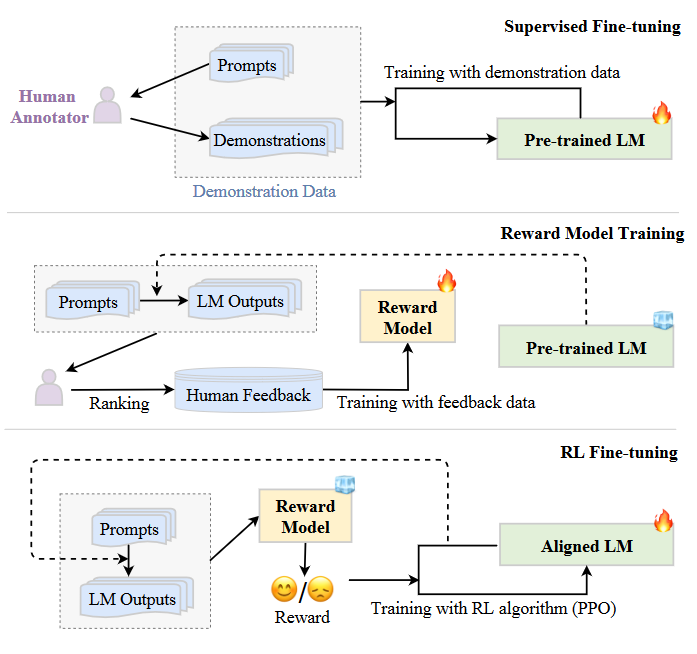 Supervised Fine-tuning
Prompts
Training with demonstration data
Human
Annotator
Demonstrations
Pre-trained LM
Demonstration Data
Reward Model Training
Prompts
LM Outputs
Reward
Model
Pre-trained LM
Ranking
Human Feedback
Training with feedback data
RL Fine-tuning
Prompts
Reward
Model
Aligned LM
LM Outputs
/
Reward
Training with RL algorithm (PPO)